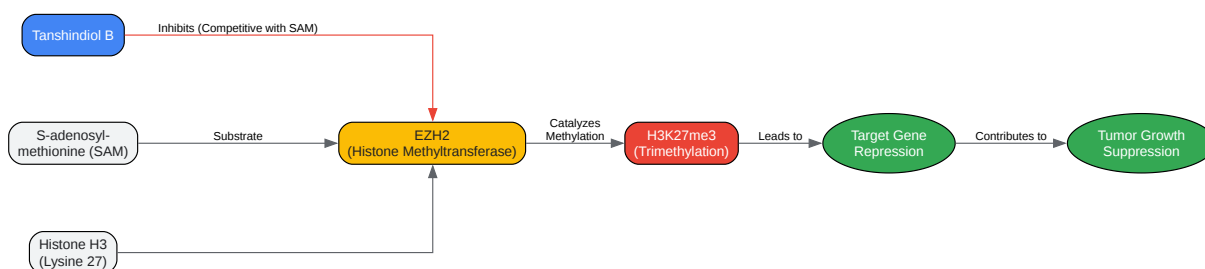 Tanshindiol B
Inhibits (Competitive with SAM)
S-adenosyl-
methionine (SAM)
Substrate
EZH2
(Histone Methyltransferase)
Catalyzes
Methylation
H3K27me3
(Trimethylation)
Leads to
Target Gene
Repression
Contributes to
Tumor Growth
Suppression
Histone H3
(Lysine 27)